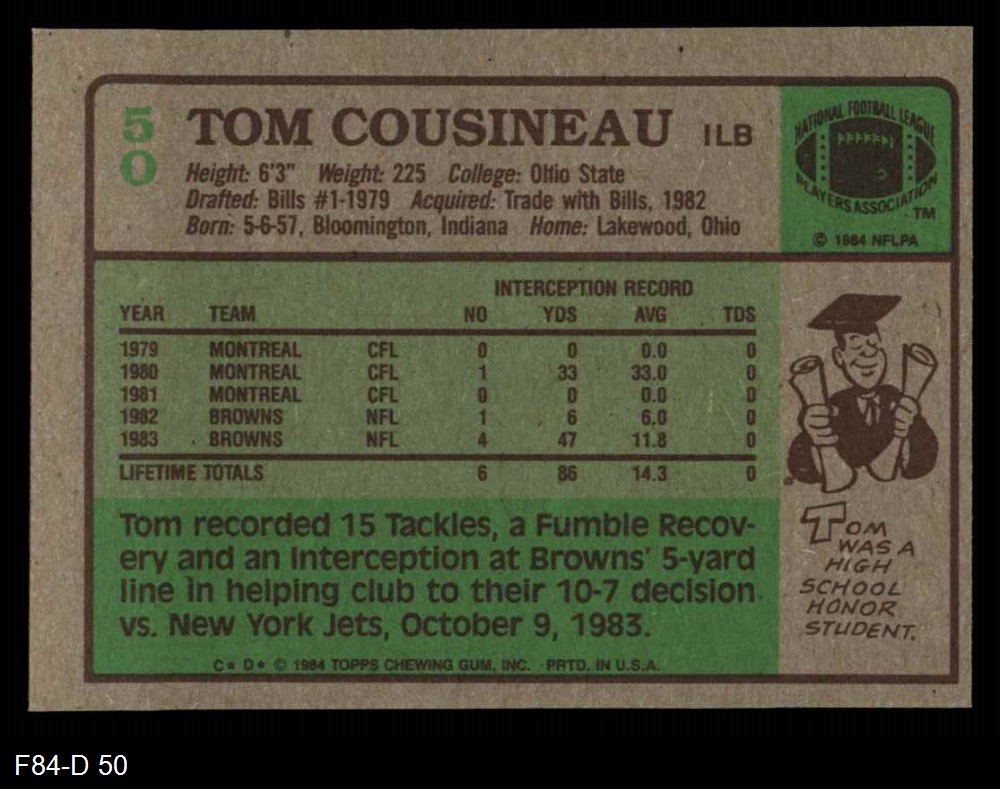 50
TOM COUSINEAU ILB
Height: 6'3" Weight: 225 College: Ohio State
Drafted: Bills #1-1979 Acquired: Trade with Bills, 1982
Born: 5-6-57, Bloomington, Indiana Home: Lakewood, Ohio
NATIONAL FOOTBALL LEAGUE
PLAYERS ASSOCIATION
TM
© 1984 NFLPA
INTERCEPTION RECORD
YEAR TEAM NO YDS AVG TDS
1979 MONTREAL CFL 0 0 0.0 0
1980 MONTREAL CFL 1 33 33.0 0
1981 MONTREAL CFL 0 0 0.0 0
1982 BROWNS NFL 1 6 6.0 0
1983 BROWNS NFL 4 47 11.8 0
LIFETIME TOTALS 6 86 14.3 0
Tom recorded 15 Tackles, a Fumble Recov-
ery and an Interception at Browns' 5-yard
line in helping club to their 10-7 decision
vs. New York Jets, October 9, 1983.
C★ D★ © 1984 TOPPS CHEWING GUM, INC. PRTD. IN U.S.A.
TOM
WAS A
HIGH
SCHOOL
HONOR
STUDENT.
F84-D 50